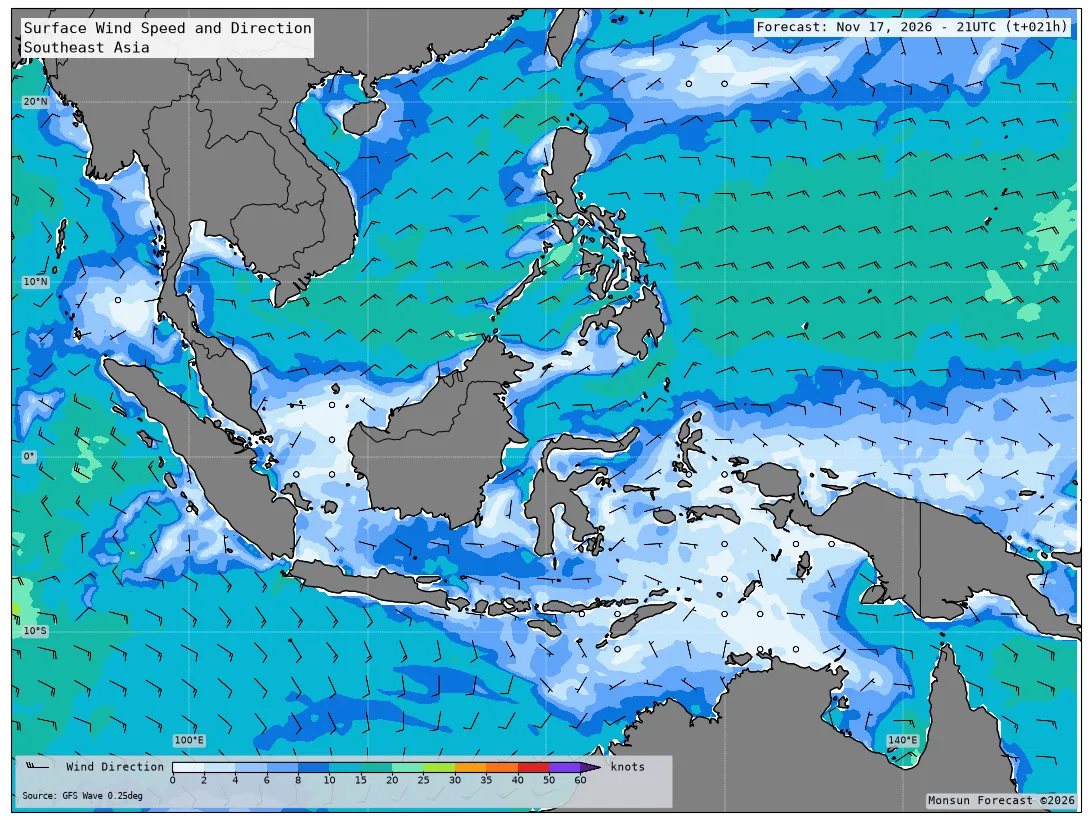 Surface Wind Speed and Direction
Southeast Asia
Forecast: Nov 17, 2026 - 21UTC (t+021h)
20°N
10°N
0°
10°S
100°E
140°E
Wind Direction
knots
0 2 4 6 8 10 15 20 25 30 35 40 50 60
Source: GFS Wave 0.25deg
Monsun Forecast ©2026